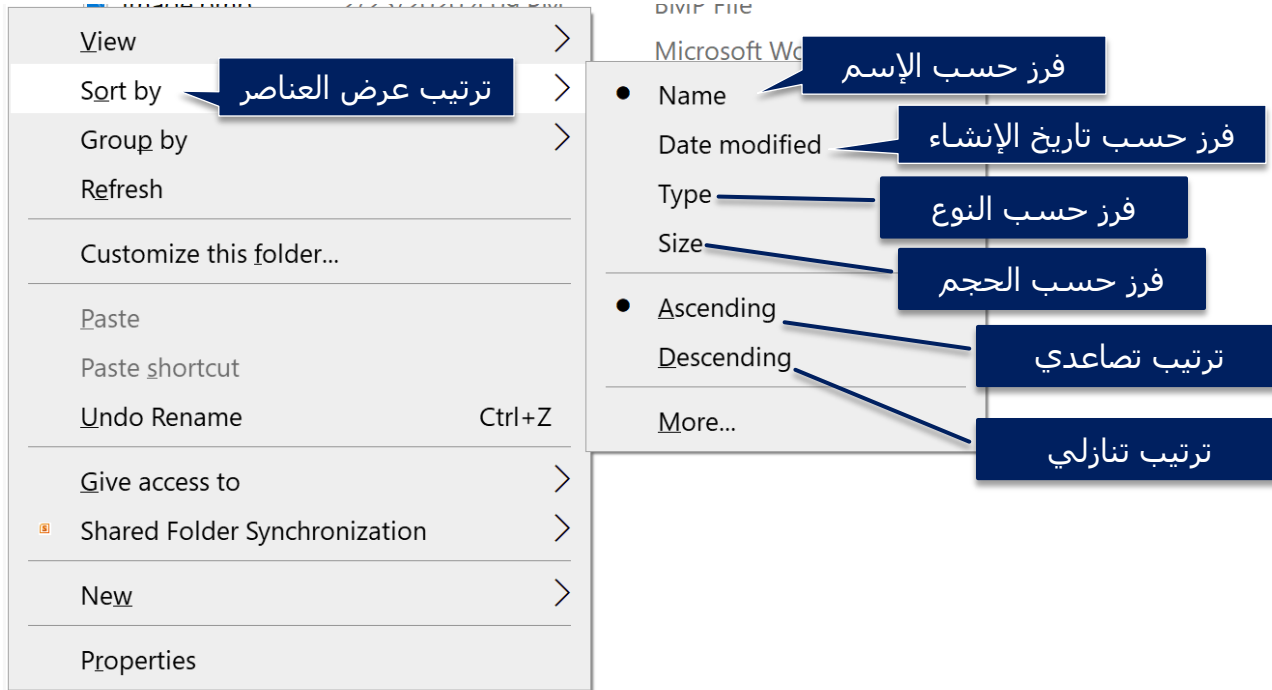 View
Sort by
ترتيب عرض العناصر
Group by
Refresh
Customize this folder...
Paste
Paste shortcut
Undo Rename Ctrl+Z
Give access to
Shared Folder Synchronization
New
Properties
BMP File
Microsoft
Name
فرز حسب الإسم
Date modified
فرز حسب تاريخ الإنشاء
Type
فرز حسب النوع
Size
فرز حسب الحجم
Ascending
ترتيب تصاعدي
Descending
ترتيب تنازلي
More...